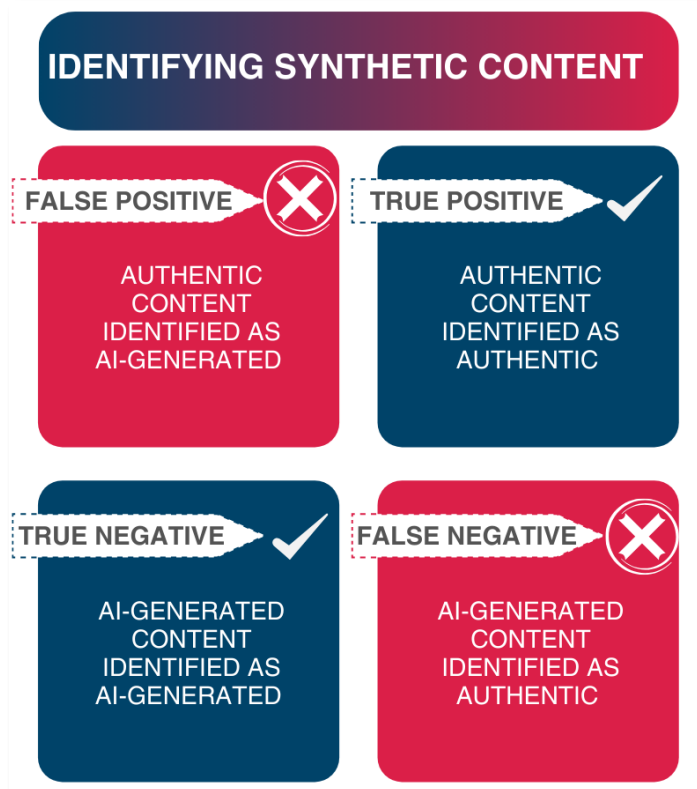 IDENTIFYING SYNTHETIC CONTENT
FALSE POSITIVE
AUTHENTIC
CONTENT
IDENTIFIED AS
AI-GENERATED
TRUE POSITIVE
AUTHENTIC
CONTENT
IDENTIFIED AS
AUTHENTIC
TRUE NEGATIVE
AI-GENERATED
CONTENT
IDENTIFIED AS
AI-GENERATED
FALSE NEGATIVE
AI-GENERATED
CONTENT
IDENTIFIED AS
AUTHENTIC